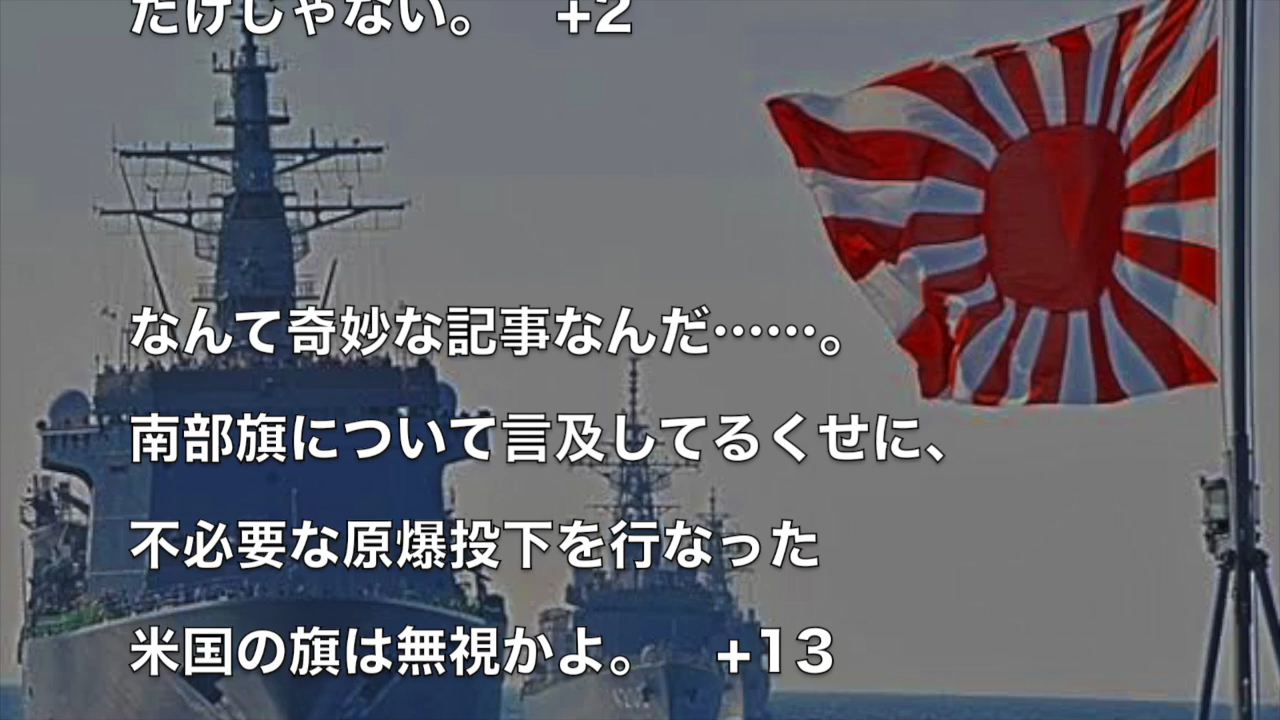 だけじゃない。 +2
なんて奇妙な記事なんだ……。
南部旗について言及してるくせに、
不必要な原爆投下を行なった
米国の旗は無視かよ。 +13